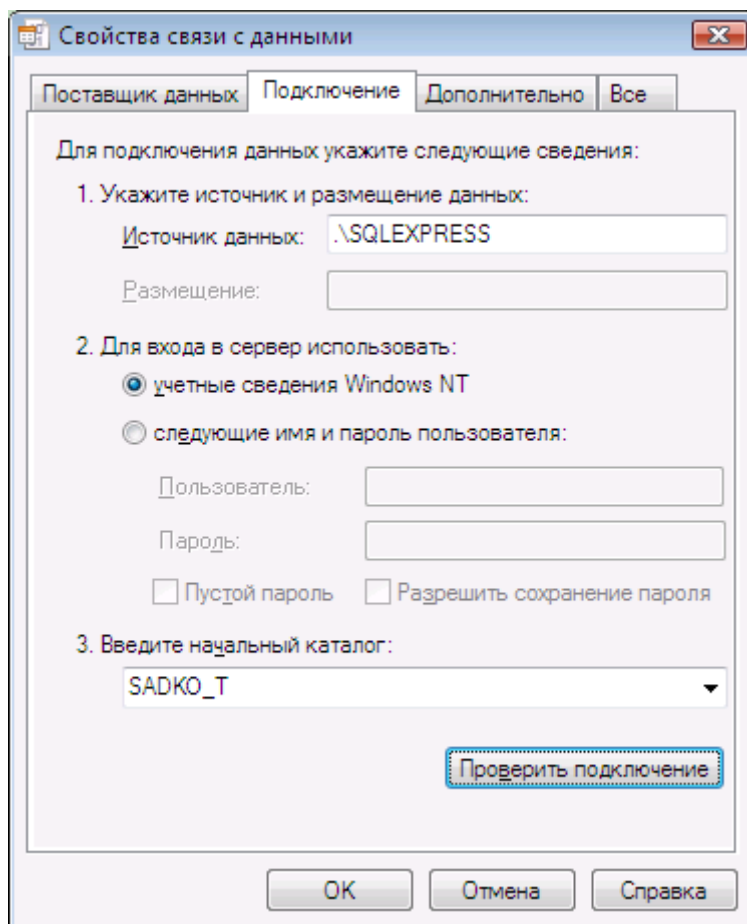 Свойства связи с данными
Поставщик данных Подключение Дополнительно Все
Для подключения данных укажите следующие сведения:
1. Укажите источник и размещение данных:
Источник данных: .\SQLEXPRESS
Размещение:
2. Для входа в сервер использовать:
учетные сведения Windows NT
следующие имя и пароль пользователя:
Пользователь:
Пароль:
Пустой пароль Разрешить сохранение пароля
3. Введите начальный каталог:
SADKO_T
Проверить подключение
OK Отмена Справка